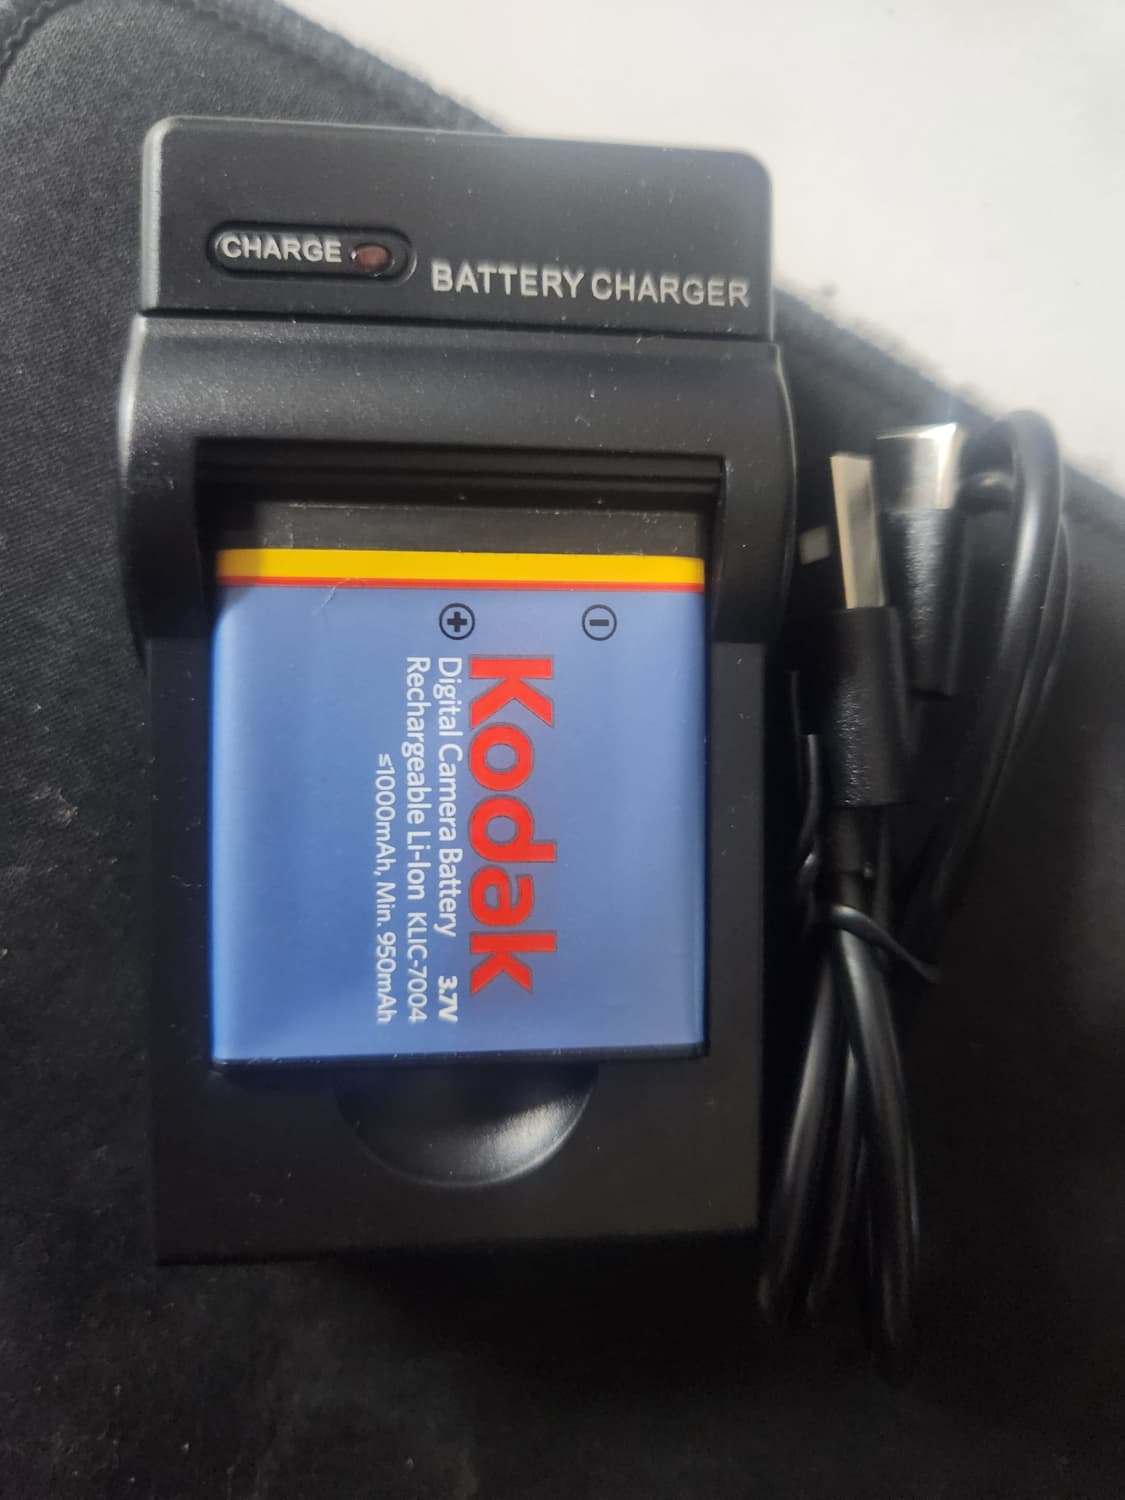 CHARGE
BATTERY CHARGER
Kodak
Digital Camera Battery 3.7V
Rechargeable Li-Ion KLIC-7004
≤1000mAh, Min. 950mAh